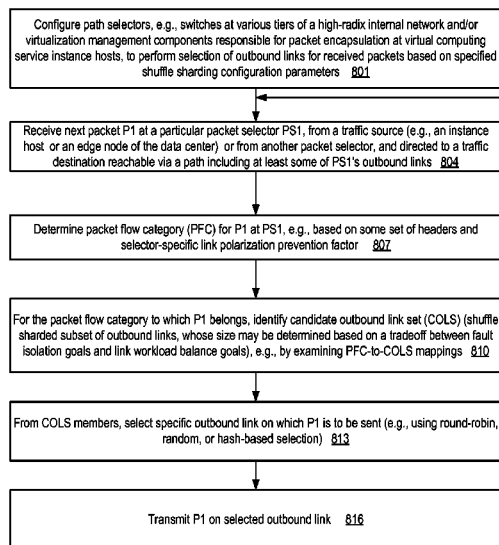 Configure path selectors, e.g., switches at various tiers of a high-radix internal network and/or
virtualization management components responsible for packet encapsulation at virtual computing
service instance hosts, to perform selection of outbound links for received packets based on specified
shuffle sharding configuration parameters 801
Receive next packet P1 at a particular packet selector PS1, from a traffic source (e.g., an instance
host or an edge node of the data center) or from another packet selector, and directed to a traffic
destination reachable via a path including at least some of PS1's outbound links 804
Determine packet flow category (PFC) for P1 at PS1, e.g., based on some set of headers and
selector-specific link polarization prevention factor 807
For the packet flow category to which P1 belongs, identify candidate outbound link set (COLS) (shuffle
sharded subset of outbound links, whose size may be determined based on a tradeoff between fault
isolation goals and link workload balance goals), e.g., by examining PFC-to-COLS mappings 810
From COLS members, select specific outbound link on which P1 is to be sent (e.g., using round-robin,
random, or hash-based selection) 813
Transmit P1 on selected outbound link 816